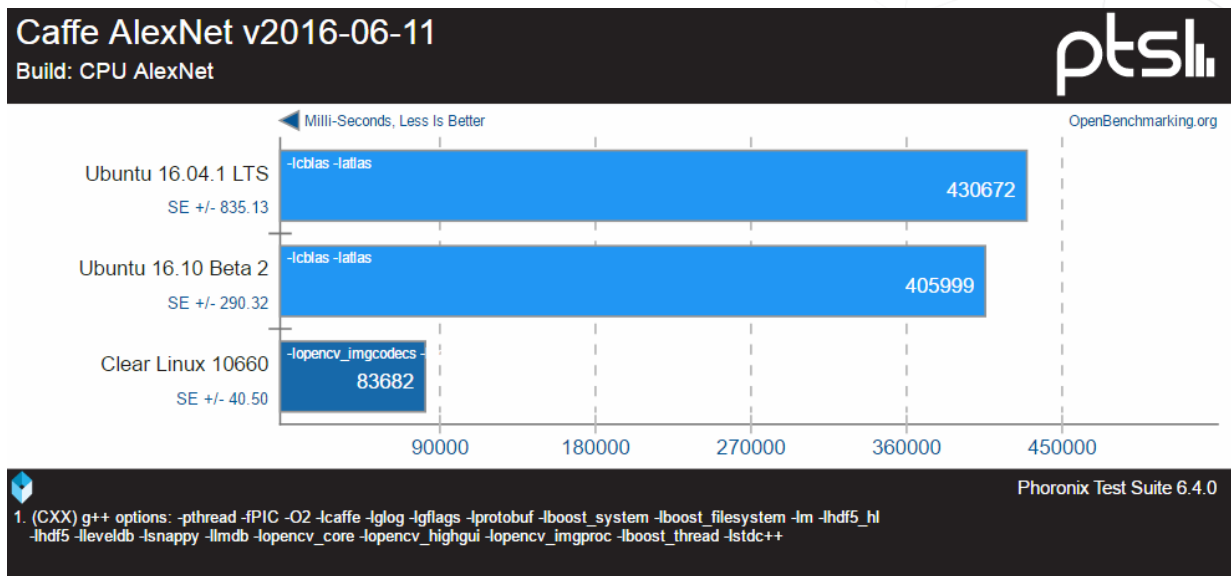 Caffe AlexNet v2016-06-11
Build: CPU AlexNet
ptsl
Milli-Seconds, Less Is Better
OpenBenchmarking.org
Ubuntu 16.04.1 LTS
SE +/- 835.13
-lcblas -latlas
430672
Ubuntu 16.10 Beta 2
SE +/- 290.32
-lcblas -latlas
405999
Clear Linux 10660
SE +/- 40.50
-lopencv_imgcodecs -
83682
90000 180000 270000 360000 450000
Phoronix Test Suite 6.4.0
1. (CXX) g++ options: -pthread -fPIC -O2 -lcaffe -lglog -lgflags -lprotobuf -lboost_system -lboost_filesystem -lm -lhdf5_hl
-lhdf5 -lleveldb -lsnappy -llmdb -lopencv_core -lopencv_highgui -lopencv_imgproc -lboost_thread -lstdc++